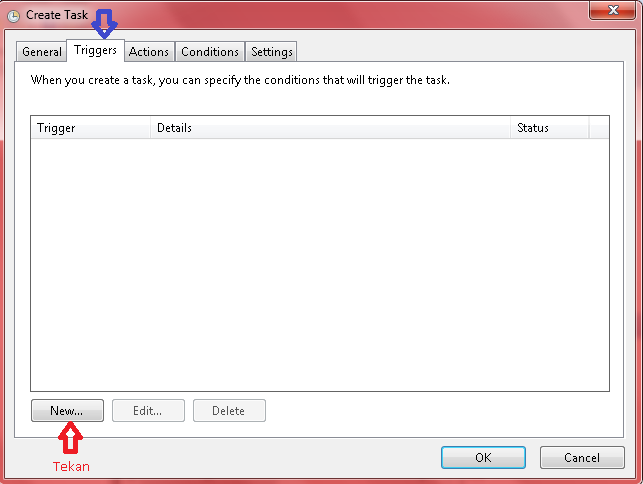 Create Task
General Triggers Actions Conditions Settings
When you create a task, you can specify the conditions that will trigger the task.
Trigger Details Status
New... Edit... Delete
Tekan
OK Cancel